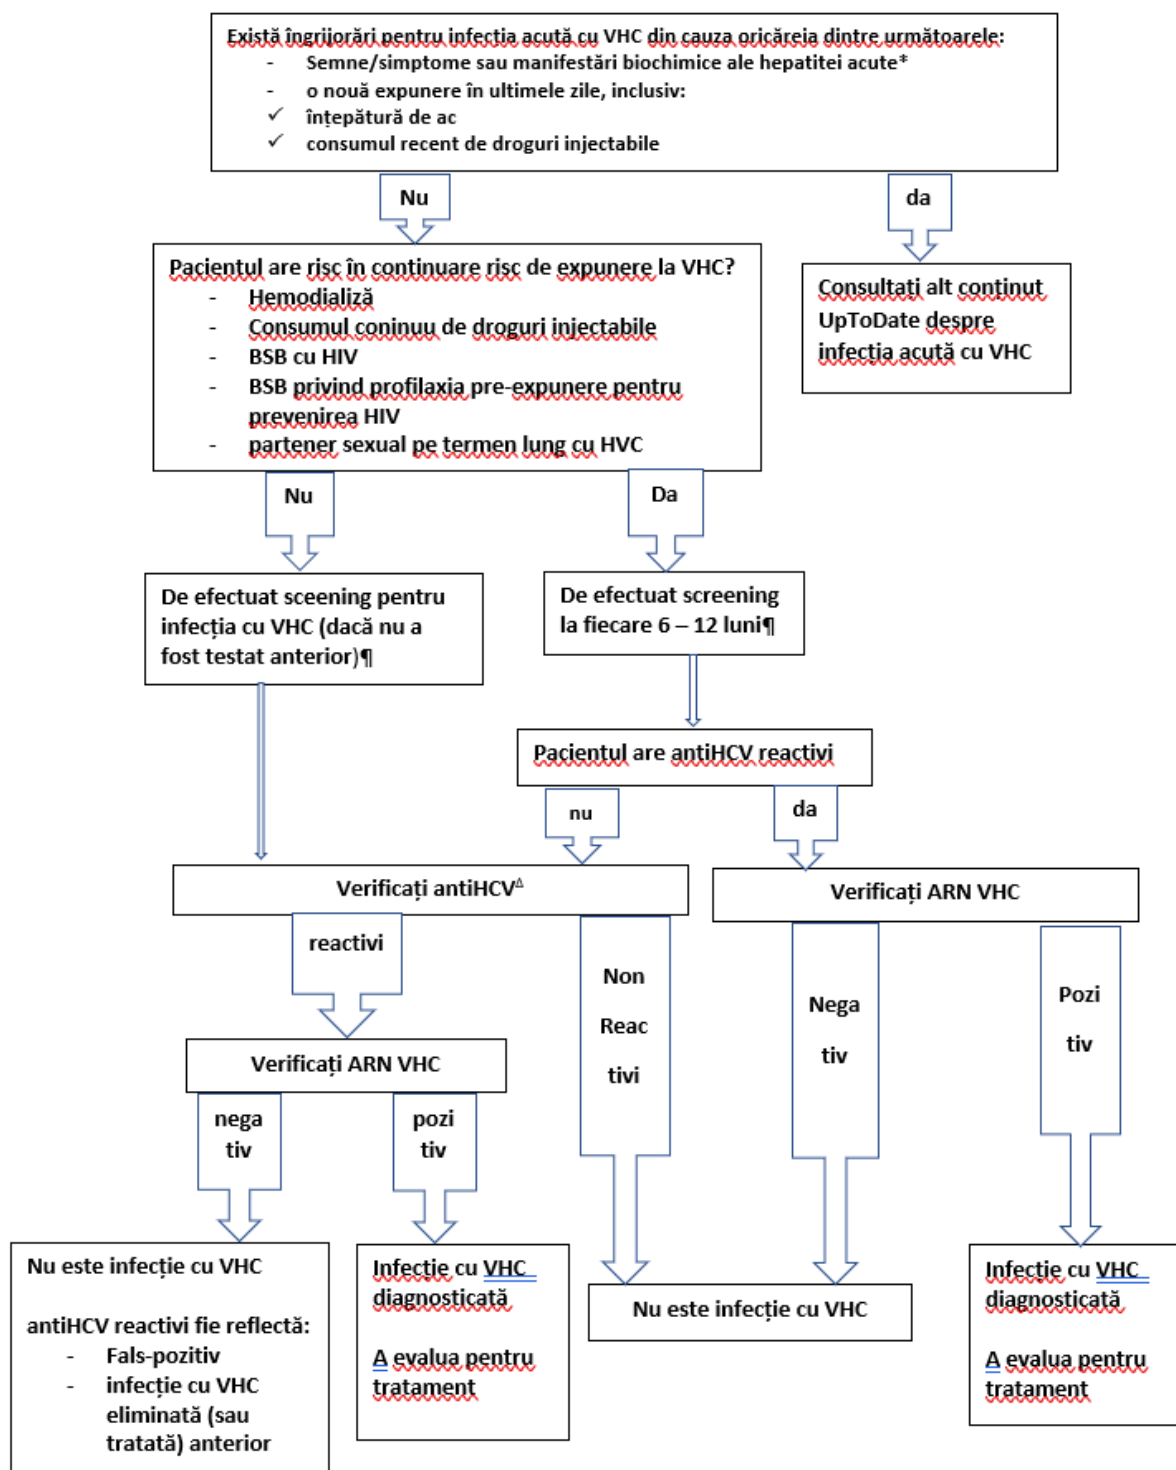 Există îngrijorări pentru infecția acută cu VHC din cauza oricăreia dintre următoarele:
- Semne/simptome sau manifestări biochimice ale hepatitei acute*
- o nouă expunere în ultimele zile, inclusiv:
✓ înțepătură de ac
✓ consumul recent de droguri injectabile
Nu
da
Pacientul are risc în continuare risc de expunere la VHC?
- Hemodializă
- Consumul coninuu de droguri injectabile
- BSB cu HIV
- BSB privind profilaxia pre-expunere pentru
prevenirea HIV
- partener sexual pe termen lung cu HVC
Consultați alt conținut
UpToDate despre
infecția acută cu VHC
Nu
Da
De efectuat sceening pentru
infecția cu VHC (dacă nu a
fost testat anterior)¶
De efectuat screening
la fiecare 6 – 12 luni¶
Pacientul are antiHCV reactivi
nu
da
Verificați antiHCVΔ
Verificați ARN VHC
reactivi
Non
Reac
tivi
Nega
tiv
Pozi
tiv
Verificați ARN VHC
nega
tiv
pozi
tiv
Nu este infecție cu VHC
antiHCV reactivi fie reflectă:
- Fals-pozitiv
- infecție cu VHC
eliminată (sau
tratată) anterior
Infecție cu VHC
diagnosticată
A evalua pentru
tratament
Nu este infecție cu VHC
Infecție cu VHC
diagnosticată
A evalua pentru
tratament